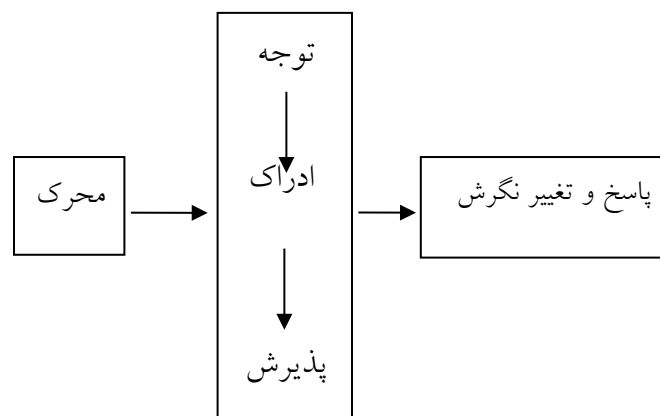 توجه
ادراک
محرک
پاسخ و تغییر نگرش
پذیرش